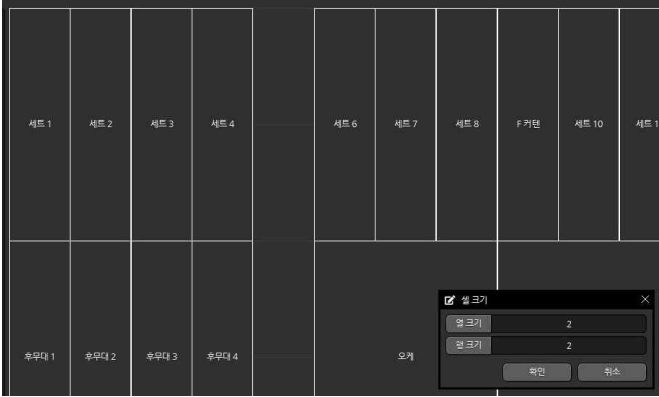 세트 1
세트 2
세트 3
세트 4
세트 6
세트 7
세트 8
F 커텐
세트 10
세트 1
후무대 1
후무대 2
후무대 3
후무대 4
오케
셀 크기
열 크기
2
행 크기
2
확인
취소